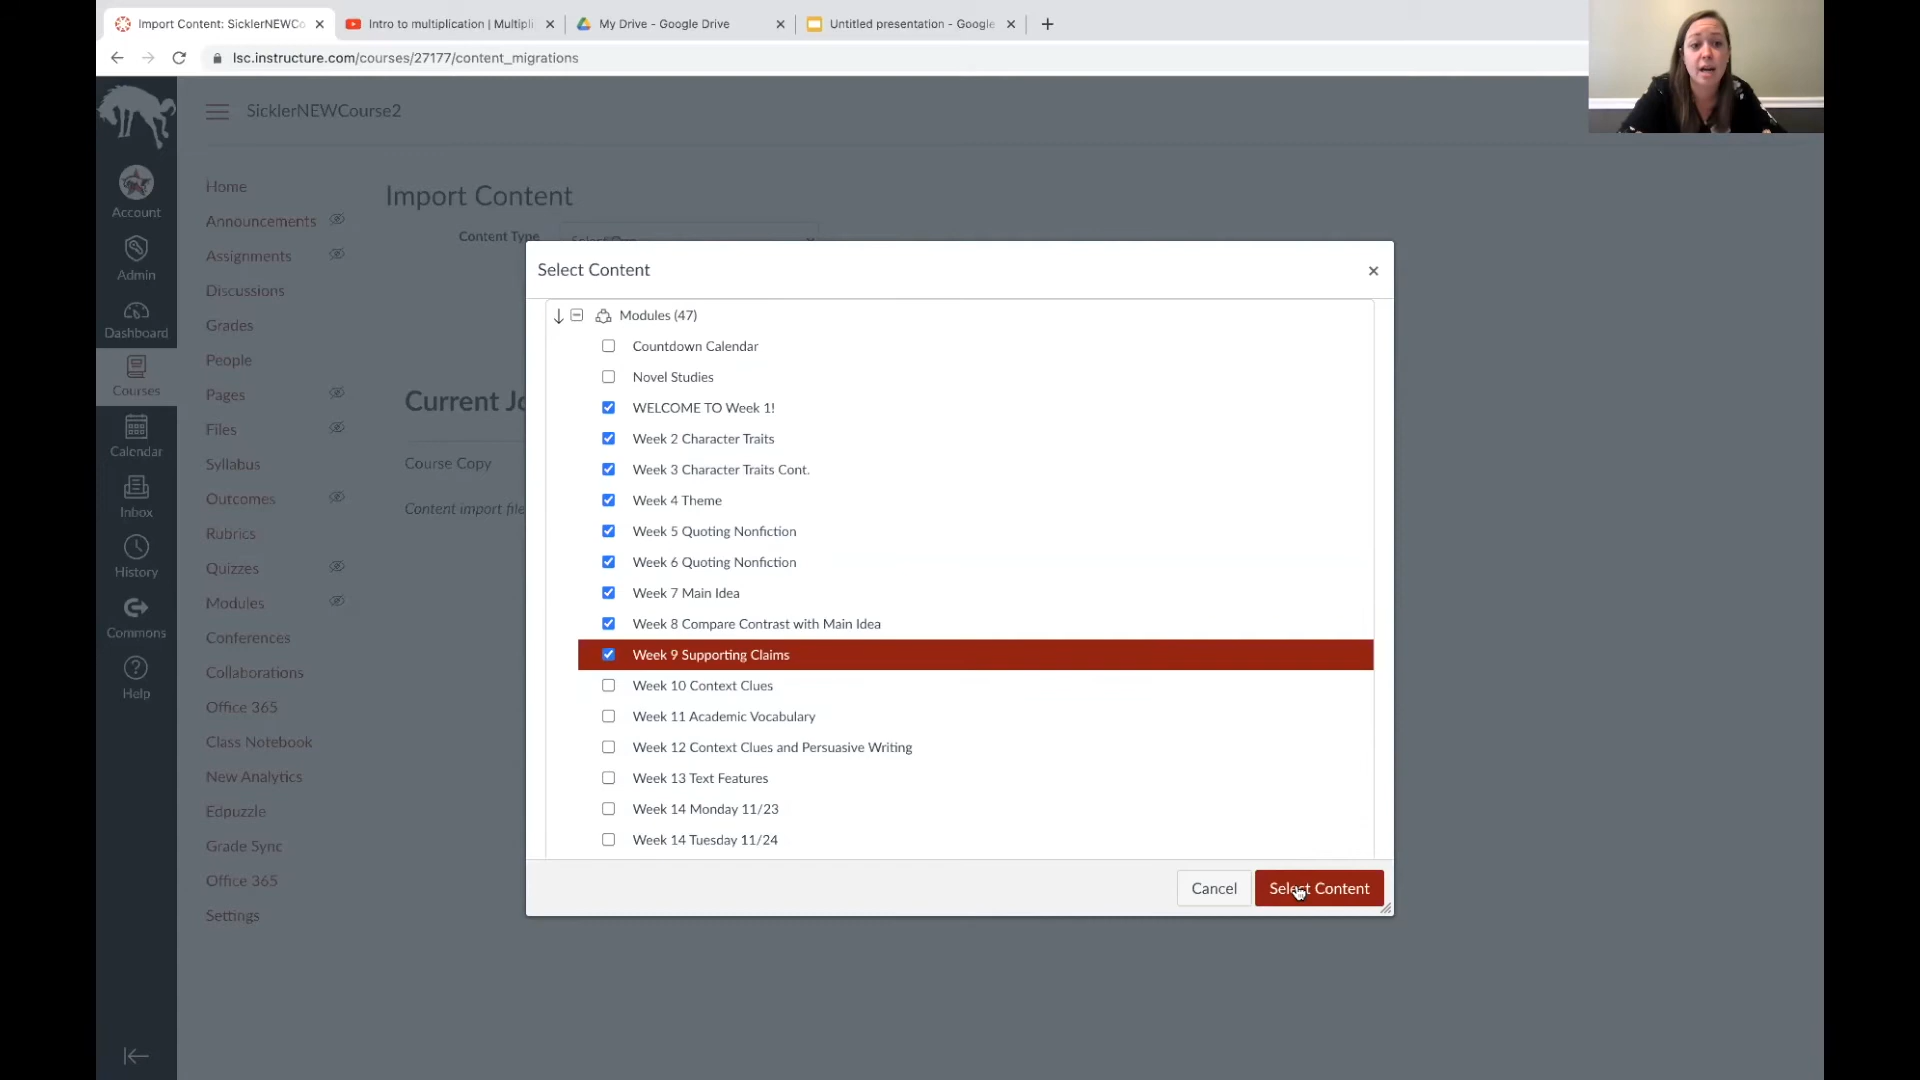 Import Content: SicklerNEWCo
Intro to multiplication | Multipli
My Drive - Google Drive
Untitled presentation - Google
lsc.instructure.com/courses/27177/content_migrations
SicklerNEWCourse2
Account
Admin
Dashboard
Courses
Calendar
Inbox
History
Commons
Help
Home
Announcements
Assignments
Discussions
Grades
People
Pages
Files
Syllabus
Outcomes
Rubrics
Quizzes
Modules
Conferences
Collaborations
Office 365
Class Notebook
New Analytics
Edpuzzle
Grade Sync
Office 365
Settings
Import Content
Content Type
Current Jo
Course Copy
Content import file
Select Content
Modules (47)
Countdown Calendar
Novel Studies
WELCOME TO Week 1!
Week 2 Character Traits
Week 3 Character Traits Cont.
Week 4 Theme
Week 5 Quoting Nonfiction
Week 6 Quoting Nonfiction
Week 7 Main Idea
Week 8 Compare Contrast with Main Idea
Week 9 Supporting Claims
Week 10 Context Clues
Week 11 Academic Vocabulary
Week 12 Context Clues and Persuasive Writing
Week 13 Text Features
Week 14 Monday 11/23
Week 14 Tuesday 11/24
Cancel
Select Content